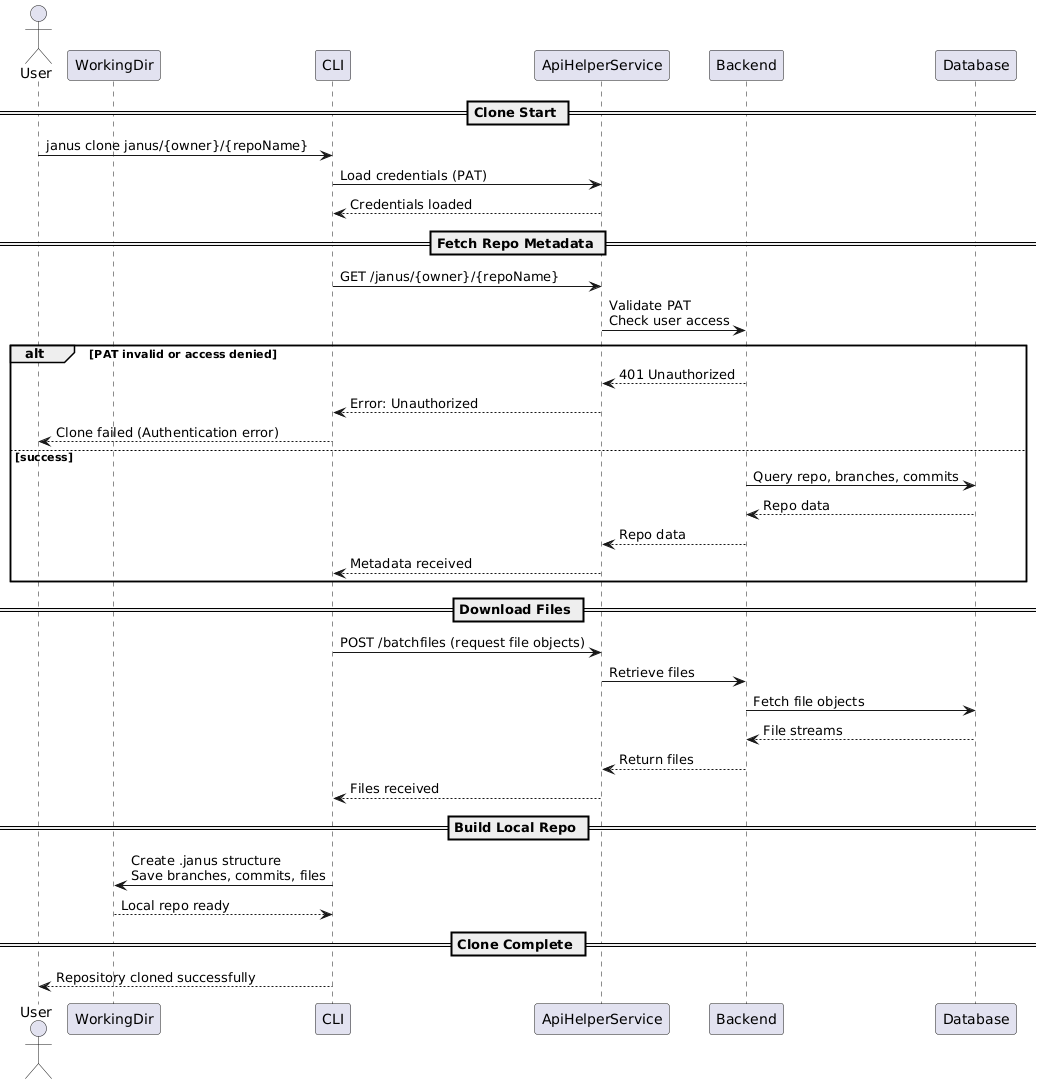 User
WorkingDir
CLI
ApiHelperService
Backend
Database
Clone Start
janus clone janus/{owner}/{repoName}
Load credentials (PAT)
Credentials loaded
Fetch Repo Metadata
GET /janus/{owner}/{repoName}
Validate PAT
Check user access
alt
[PAT invalid or access denied]
401 Unauthorized
Error: Unauthorized
Clone failed (Authentication error)
[success]
Query repo, branches, commits
Repo data
Repo data
Metadata received
Download Files
POST /batchfiles (request file objects)
Retrieve files
Fetch file objects
File streams
Return files
Files received
Build Local Repo
Create .janus structure
Save branches, commits, files
Local repo ready
Clone Complete
Repository cloned successfully
User
WorkingDir
CLI
ApiHelperService
Backend
Database